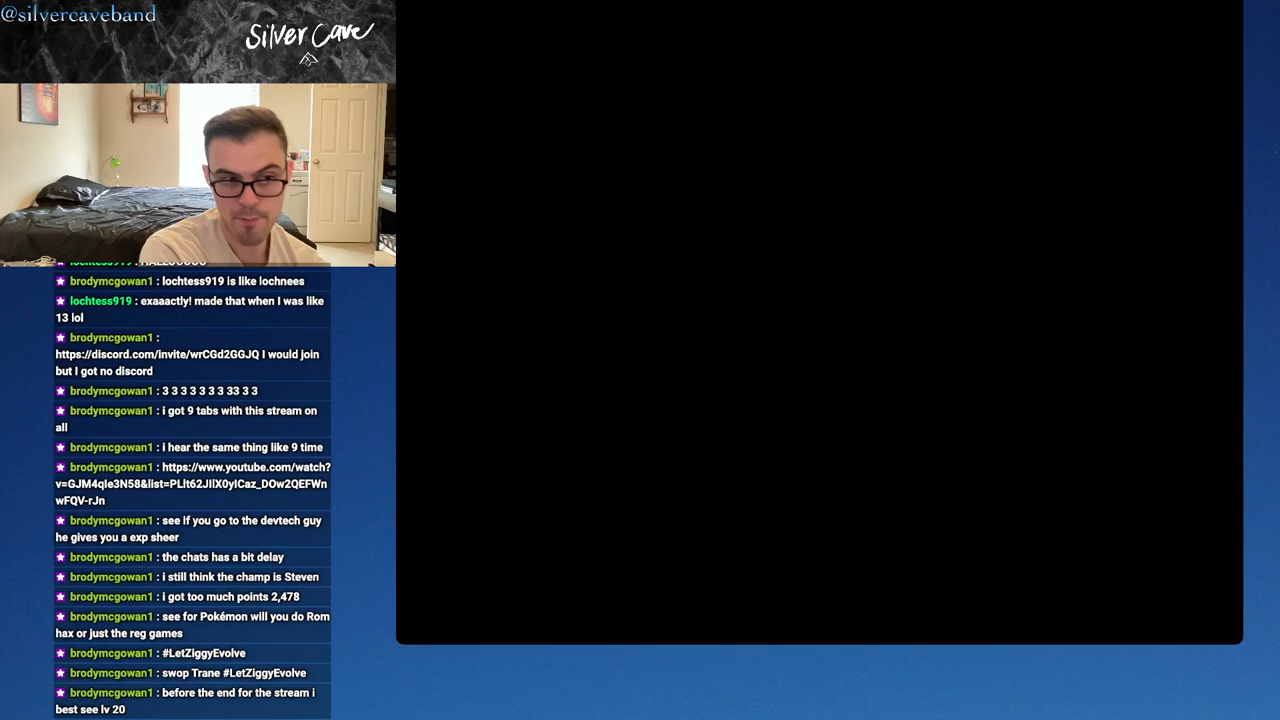 @silvercaveband
Silver Cave
lochtess919 : HALLOOOOO
brodymcgowan1 : lochtess919 is like lochnees
lochtess919 : exaaactly! made that when I was like
13 lol
brodymcgowan1 :
https://discord.com/invite/wrCGd2GGJQ I would join
but I got no discord
brodymcgowan1 : 3 3 3 3 3 3 3 33 3 3
brodymcgowan1 : i got 9 tabs with this stream on
all
brodymcgowan1 : i hear the same thing like 9 time
brodymcgowan1 : https://www.youtube.com/watch?
brodymcgowan1 : see if you go to the devtech guy
he gives you a exp sheer
brodymcgowan1 : the chats has a bit delay
brodymcgowan1 : i still think the champ is Steven
brodymcgowan1 : i got too much points 2,478
brodymcgowan1 : see for Pokémon will you do Rom
hax or just the reg games
brodymcgowan1 : #LetZiggyEvolve
brodymcgowan1 : swop Trane #LetZiggyEvolve
brodymcgowan1 : before the end for the stream i
best see lv 20